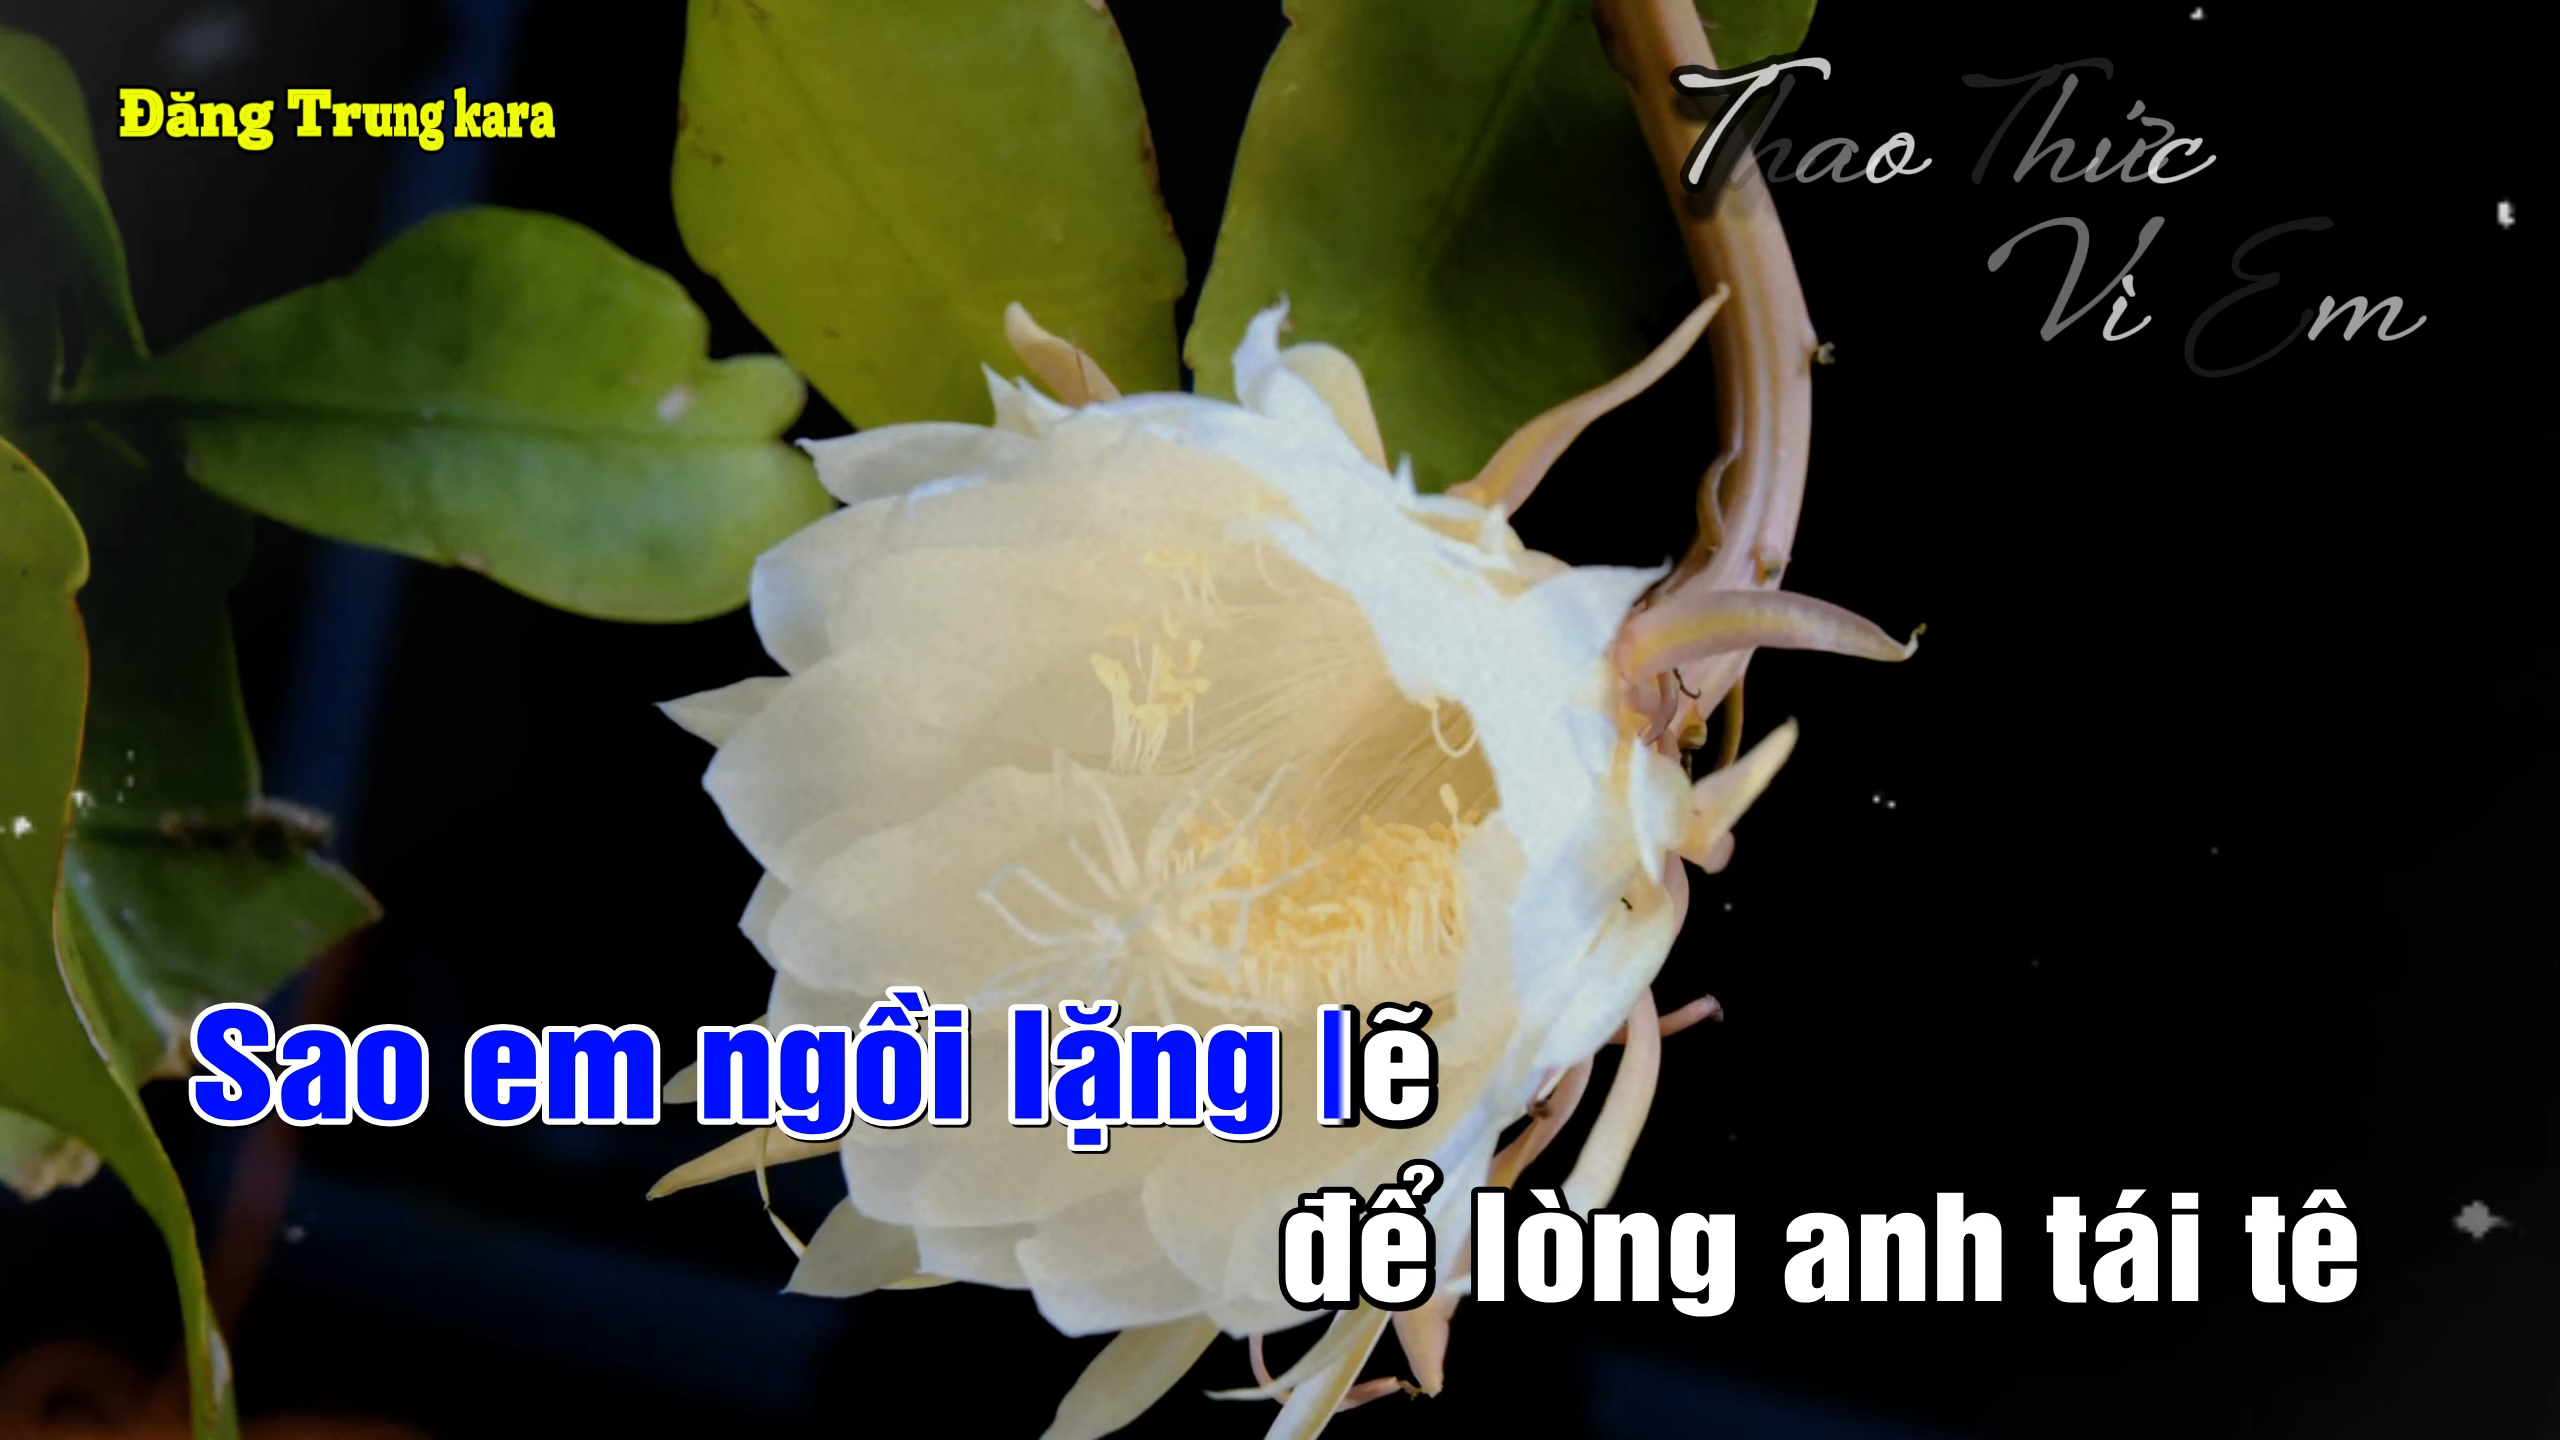 Đăng Trung kara
Thao Thức
Vì Em
Sao em ngồi lặng lẽ
để lòng anh tái tê